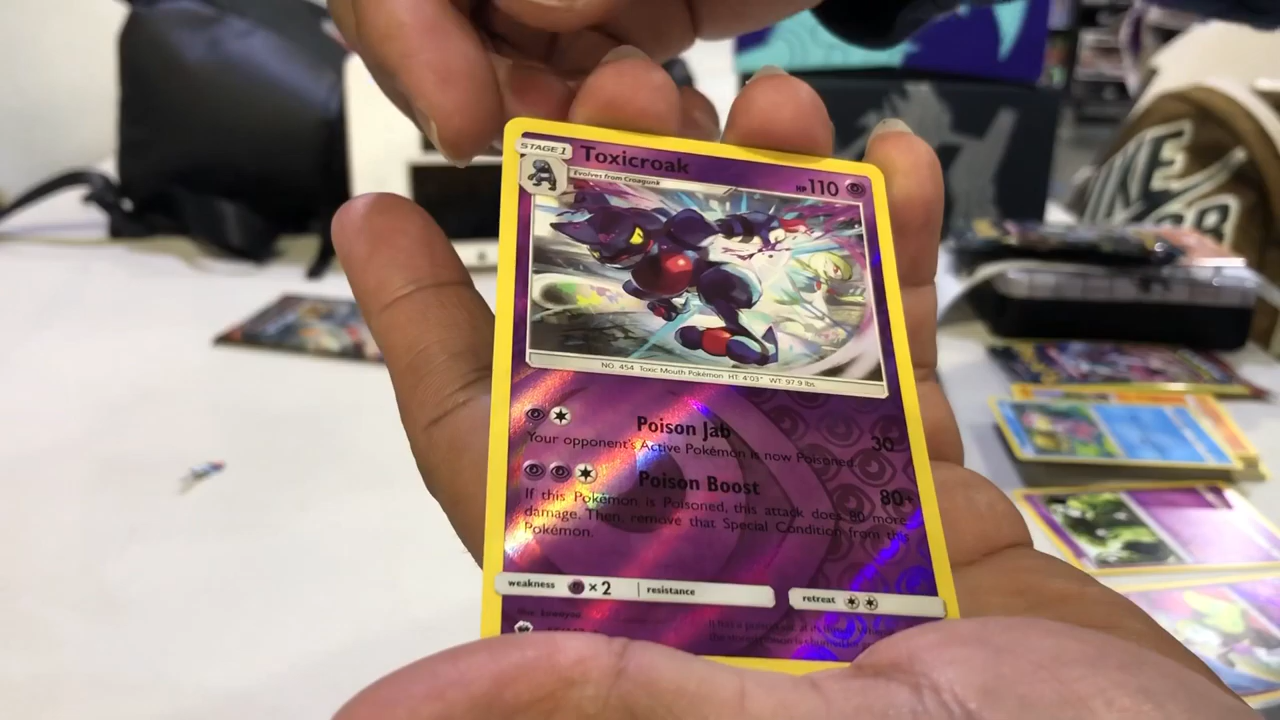 STAGE 1
Toxicroak
Evolves from Croagunk
HP 110
NO. 454 Toxic Mouth Pokémon HT: 4'03" WT: 97.9 lbs.
Poison Jab 30
Your opponent's Active Pokémon is now Poisoned.
Poison Boost 80+
If this Pokémon is Poisoned, this attack does 80 more
damage. Then, remove that Special Condition from this
Pokémon.
weakness ×2 resistance retreat